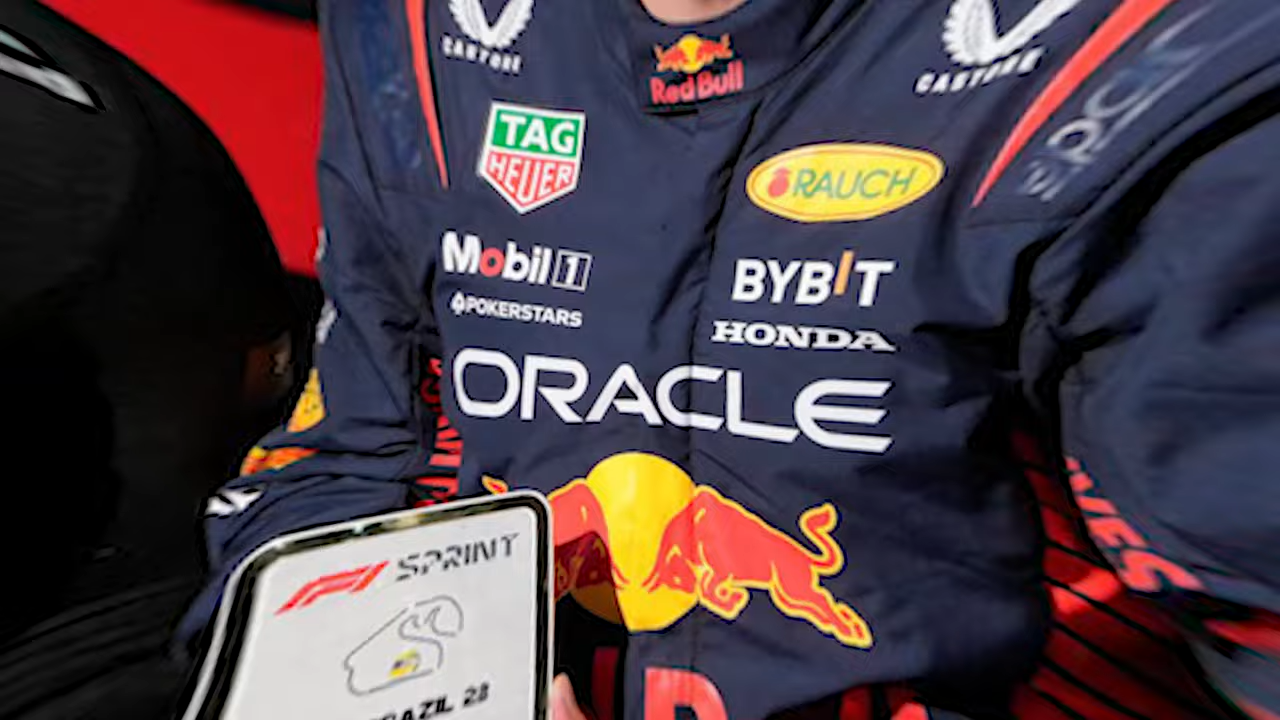 CASTORE
CASTORE
Red Bull
TAG
HEUER
RAUCH
Mobil 1
BYBIT
POKERSTARS
HONDA
ORACLE
F1 SPRINT